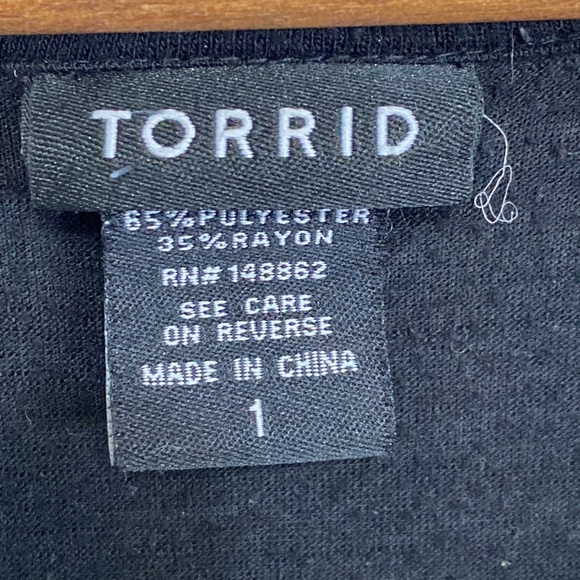 TORRID
65% POLYESTER
35% RAYON
RN# 148862
SEE CARE
ON REVERSE
MADE IN CHINA
1